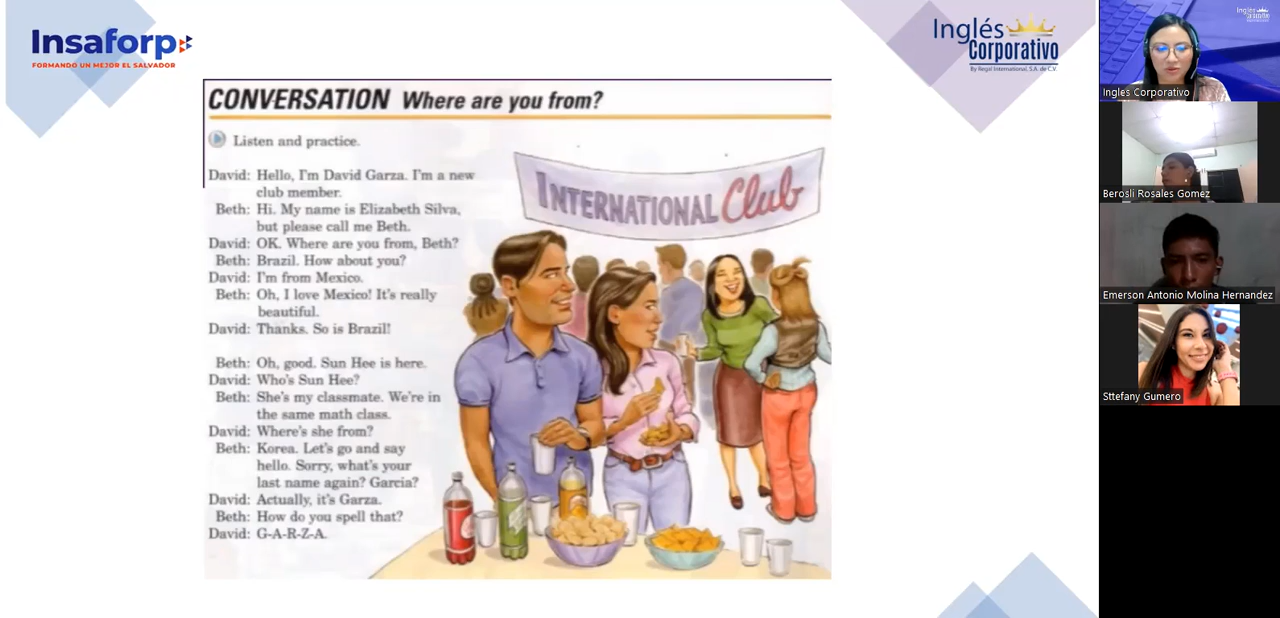 Insaforp
FORMANDO UN MEJOR EL SALVADOR
Inglés
Corporativo
By Royal International, S.A. de C.V.
CONVERSATION Where are you from?
Listen and practice.
David: Hello, I'm David Garza. I'm a new
club member.
Beth: Hi. My name is Elizabeth Silva,
but please call me Beth.
David: OK. Where are you from, Beth?
Beth: Brazil. How about you?
David: I'm from Mexico.
Beth: Oh, I love Mexico! It's really
beautiful.
David: Thanks. So is Brazil!
Beth: Oh, good. Sun Hee is here.
David: Who's Sun Hee?
Beth: She's my classmate. We're in
the same math class.
David: Where's she from?
Beth: Korea. Let's go and say
hello. Sorry, what's your
last name again? Garcia?
David: Actually, it's Garza.
Beth: How do you spell that?
David: G-A-R-Z-A.
INTERNATIONAL Club
Inglés
Corporativo
Ingles Corporativo
Berosli Rosales Gomez
Emerson Antonio Molina Hernandez
Sttefany Gumero